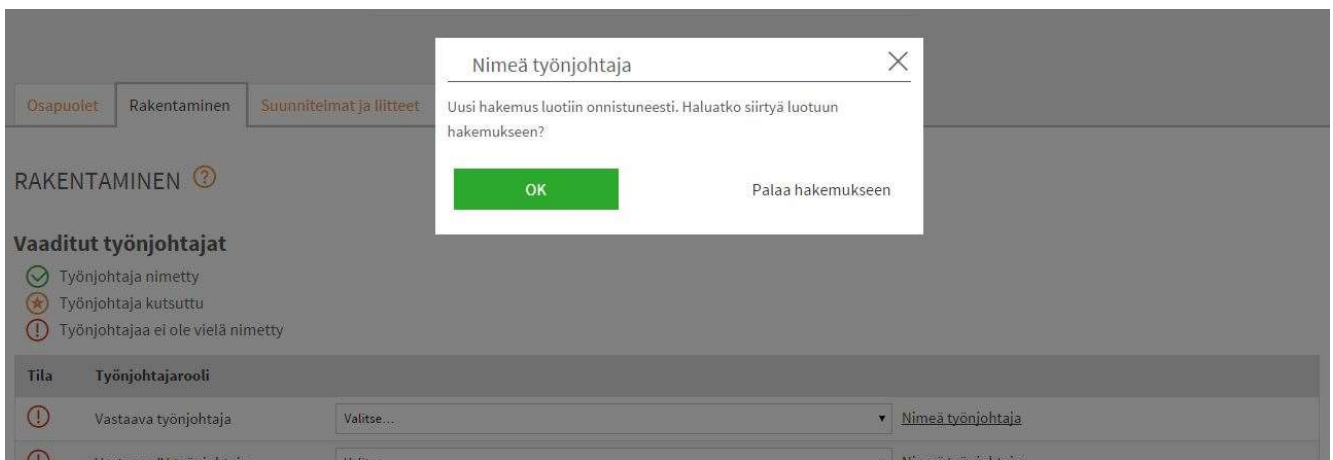 Nimeä työnjohtaja
Uusi hakemus luotiin onnistuneesti. Haluatko siirtyä luotuun
hakemukseen?
OK Palaa hakemukseen
Osapuolet Rakentaminen Suunnitelmat ja liitteet
RAKENTAMINEN ?
Vaaditut työnjohtajat
Työnjohtaja nimetty
Työnjohtaja kutsuttu
Työnjohtajaa ei ole vielä nimetty
Tila Työnjohtajarooli
Vastaava työnjohtaja Valitse... Nimeä työnjohtaja